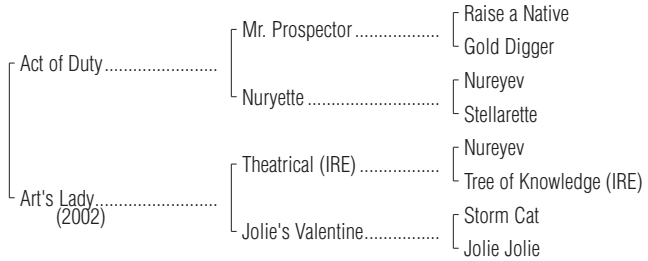 Raise a Native
Mr. Prospector ....................
Gold Digger
Act of Duty...........................
Nureyev
Nuryette ................................
Stellarette
Nureyev
Theatrical (IRE) ...................
Tree of Knowledge (IRE)
Art's Lady.............................
(2002)
Storm Cat
Jolie's Valentine..................
Jolie Jolie